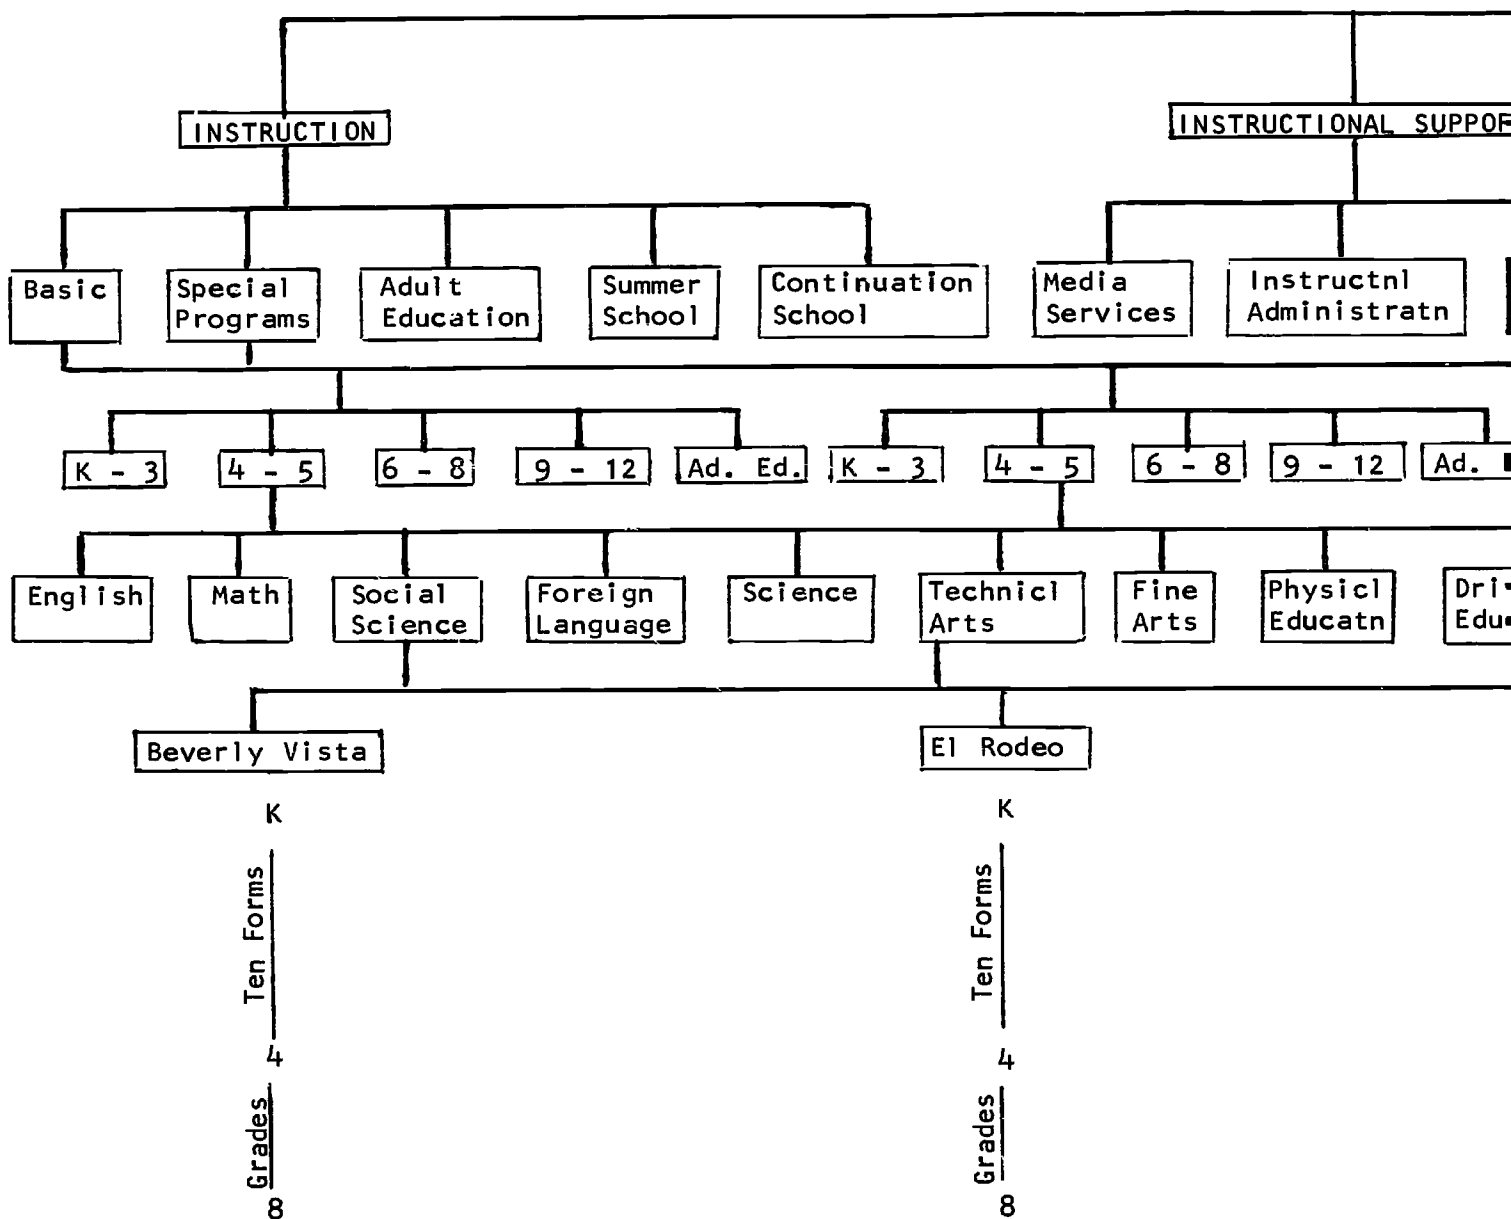 INSTRUCTION
INSTRUCTIONAL SUPPOR
Basic
Special
Programs
Adult
Education
Summer
School
Continuation
School
Media
Services
Instructnl
Administratn
K - 3
4 - 5
6 - 8
9 - 12
Ad. Ed.
K - 3
4 - 5
6 - 8
9 - 12
Ad.
English
Math
Social
Science
Foreign
Language
Science
Technicl
Arts
Fine
Arts
Physicl
Educatn
Dri
Edu
Beverly Vista
El Rodeo
K
Ten Forms
4
Grades
8
K
Ten Forms
4
Grades
8